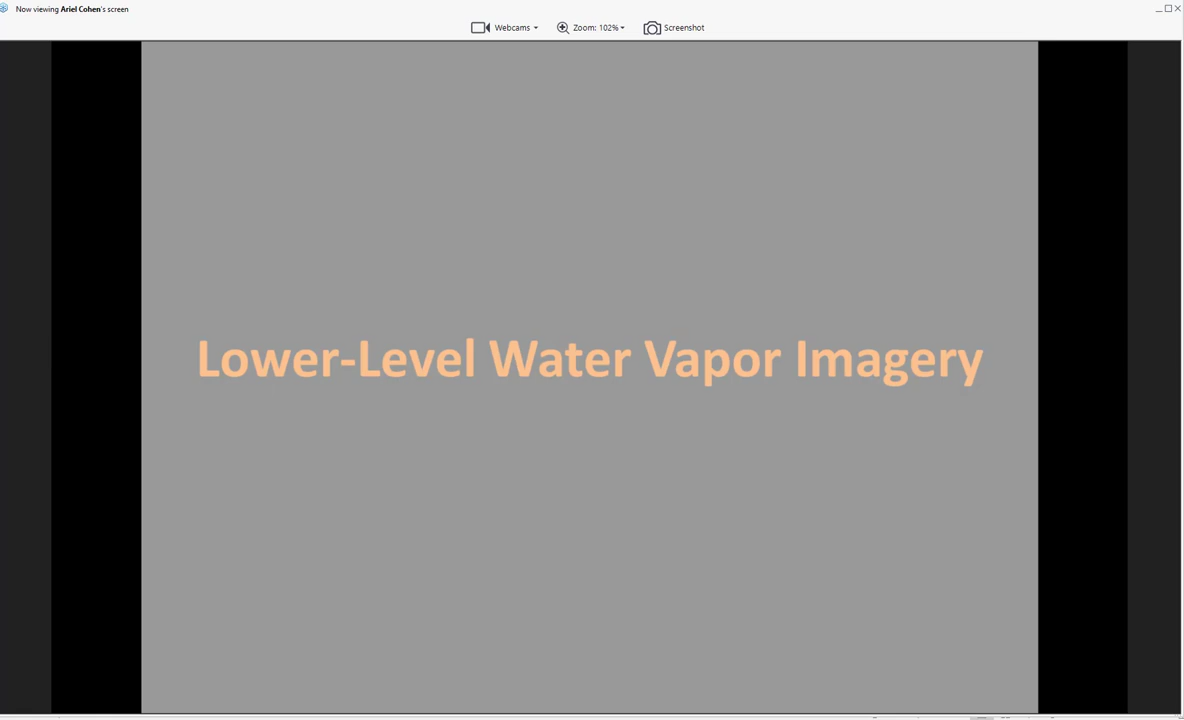 Now viewing Ariel Cohen's screen
Webcams
Zoom: 102%
Screenshot
Lower-Level Water Vapor Imagery